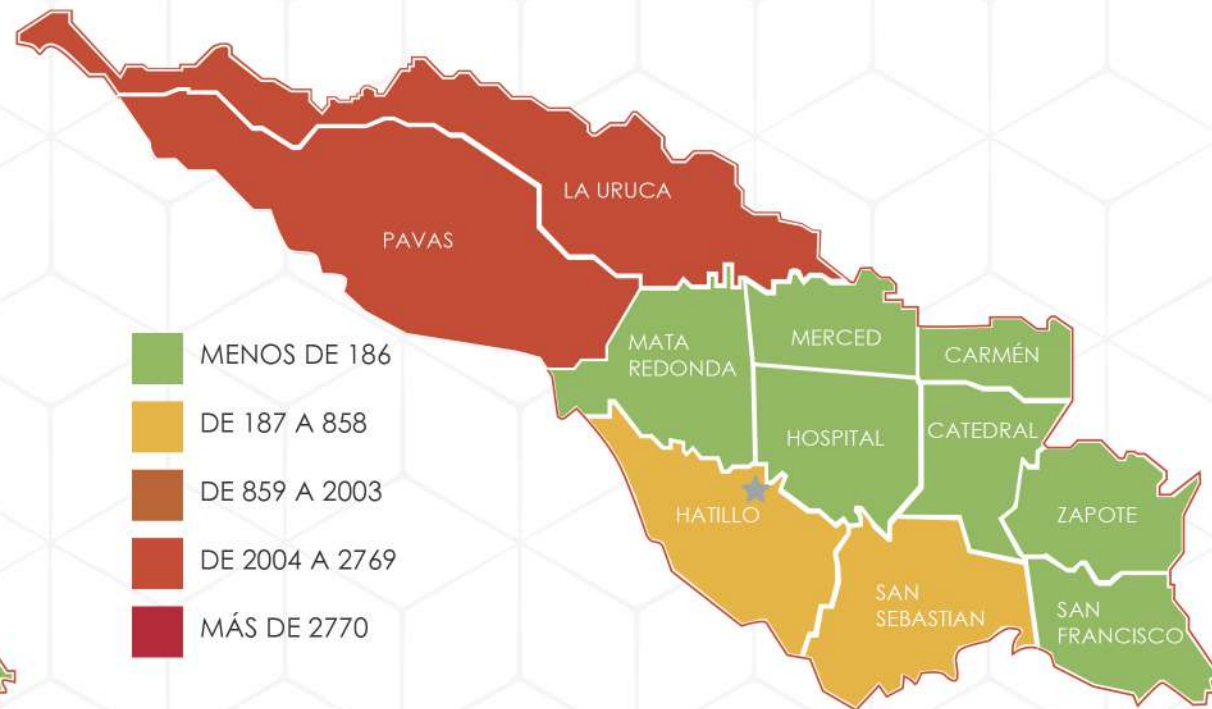 LA URUCA
PAVAS
MATA
REDONDA
MERCED
CARMÉN
HOSPITAL
CATEDRAL
HATILLO
ZAPOTE
SAN
SEBASTIAN
SAN
FRANCISCO
MENOS DE 186
DE 187 A 858
DE 859 A 2003
DE 2004 A 2769
MÁS DE 2770